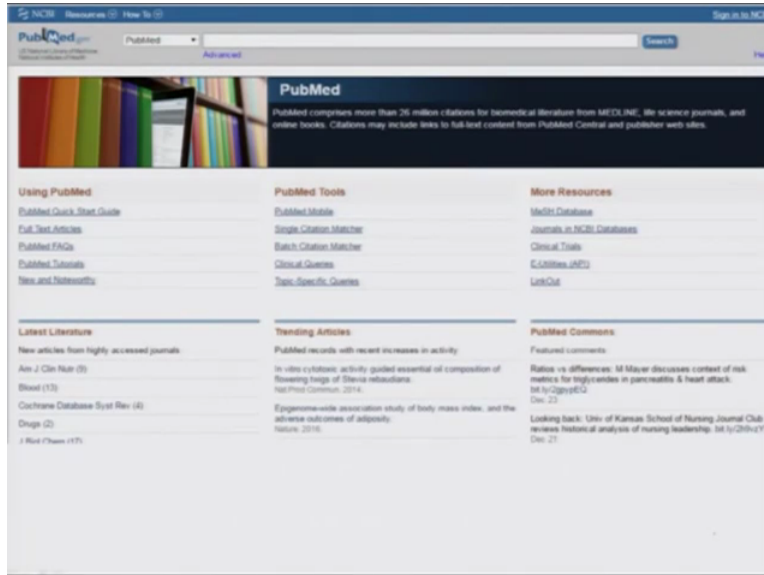 NCBI Resources How To Sign in to NC
PubMed.gov PubMed Search
US National Library of Medicine
National Institutes of Health
Advanced He
PubMed
PubMed comprises more than 26 million citations for biomedical literature from MEDLINE, life science journals, and
online books. Citations may include links to full-text content from PubMed Central and publisher web sites.
Using PubMed
PubMed Quick Start Guide
Full Text Articles
PubMed FAQs
PubMed Tutorials
New and Noteworthy
PubMed Tools
PubMed Mobile
Single Citation Matcher
Batch Citation Matcher
Clinical Queries
Topic-Specific Queries
More Resources
MeSH Database
Journals in NCBI Databases
Clinical Trials
E-Utilities (API)
LinkOut
Latest Literature
New articles from highly accessed journals
Am J Clin Nutr (9)
Blood (13)
Cochrane Database Syst Rev (4)
Drugs (2)
J Biol Chem (17)
Trending Articles
PubMed records with recent increases in activity
In vitro cytotoxic activity guided essential oil composition of
flowering twigs of Stevia rebaudiana.
Nat Prod Commun. 2014.
Epigenome-wide association study of body mass index, and the
adverse outcomes of adiposity.
Nature. 2016.
PubMed Commons
Featured comments
Ratios vs differences: M Mayer discusses context of risk
metrics for triglycerides in pancreatitis & heart attack.
Dec 23
Looking back: Univ of Kansas School of Nursing Journal Club
reviews historical analysis of nursing leadership.
Dec 21